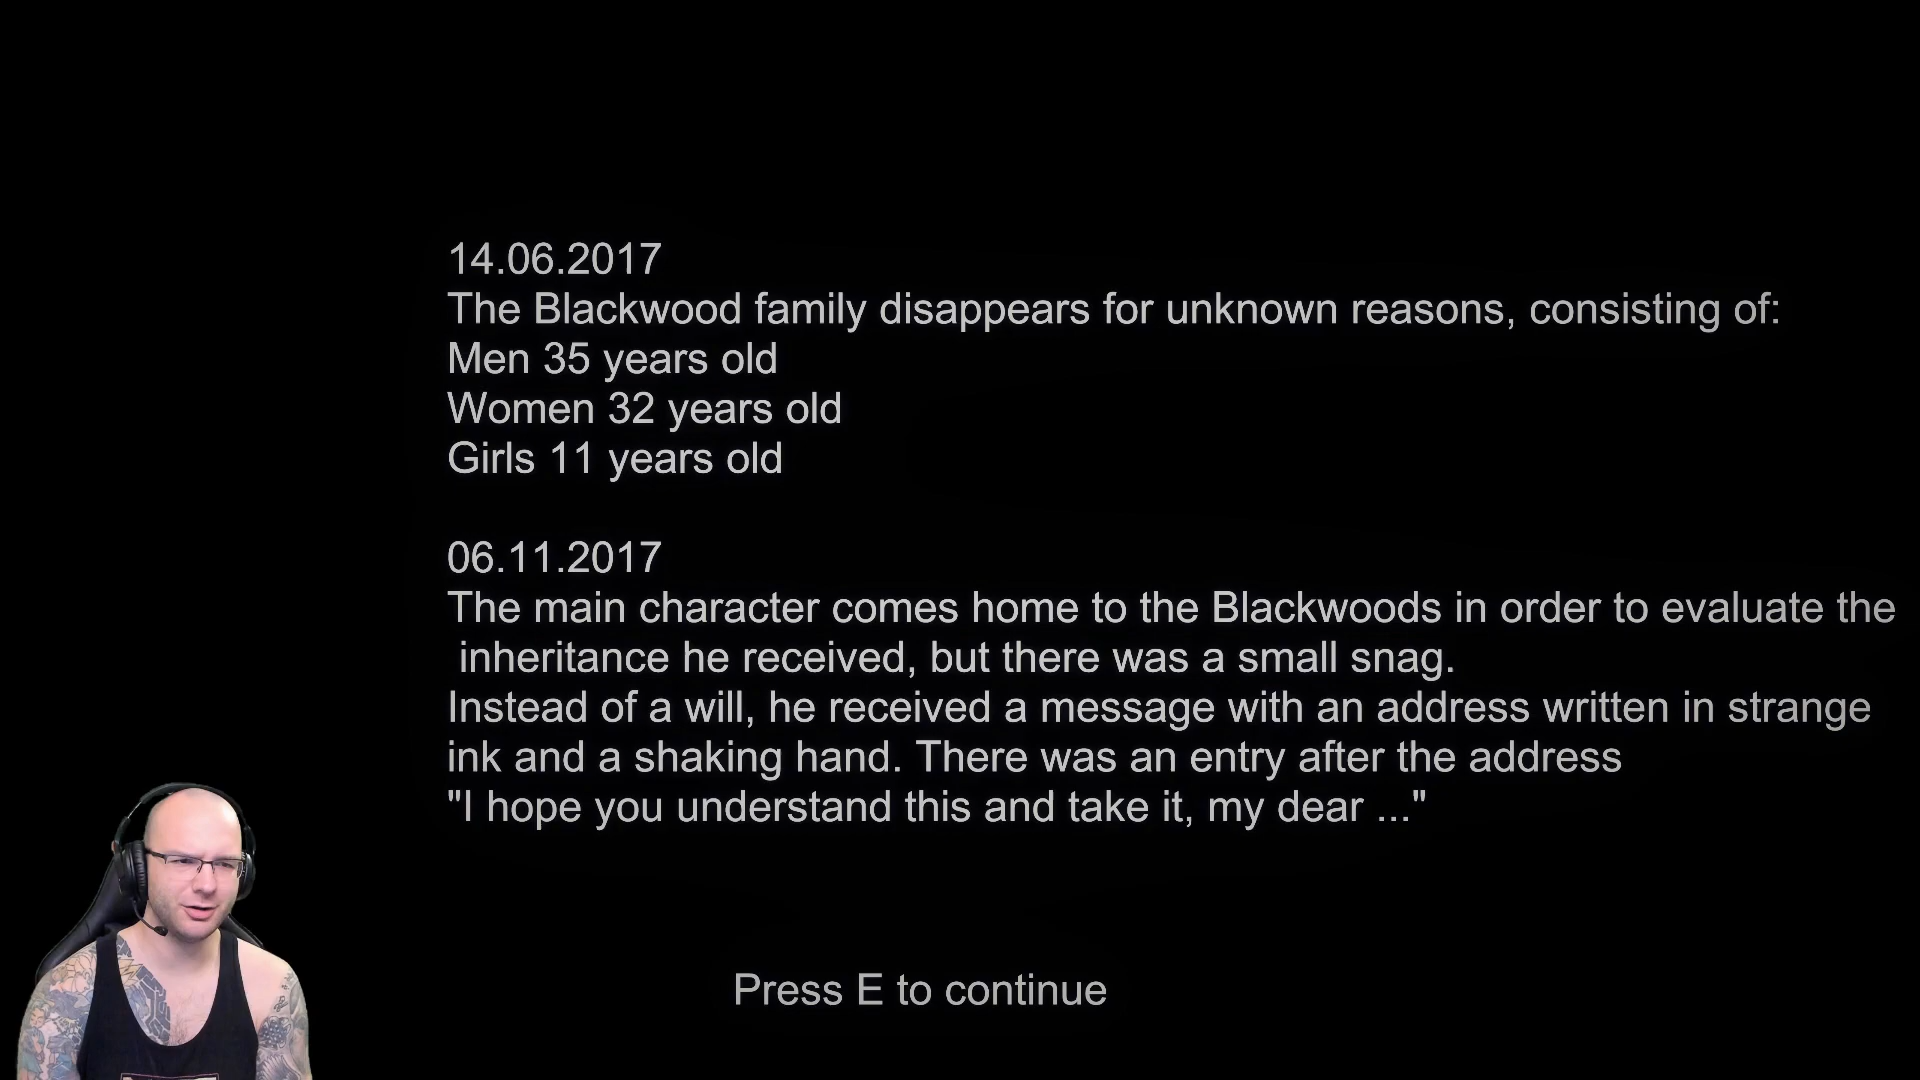 14.06.2017
The Blackwood family disappears for unknown reasons, consisting of:
Men 35 years old
Women 32 years old
Girls 11 years old
06.11.2017
The main character comes home to the Blackwoods in order to evaluate the
inheritance he received, but there was a small snag.
Instead of a will, he received a message with an address written in strange
ink and a shaking hand. There was an entry after the address
"I hope you understand this and take it, my dear ..."
Press E to continue